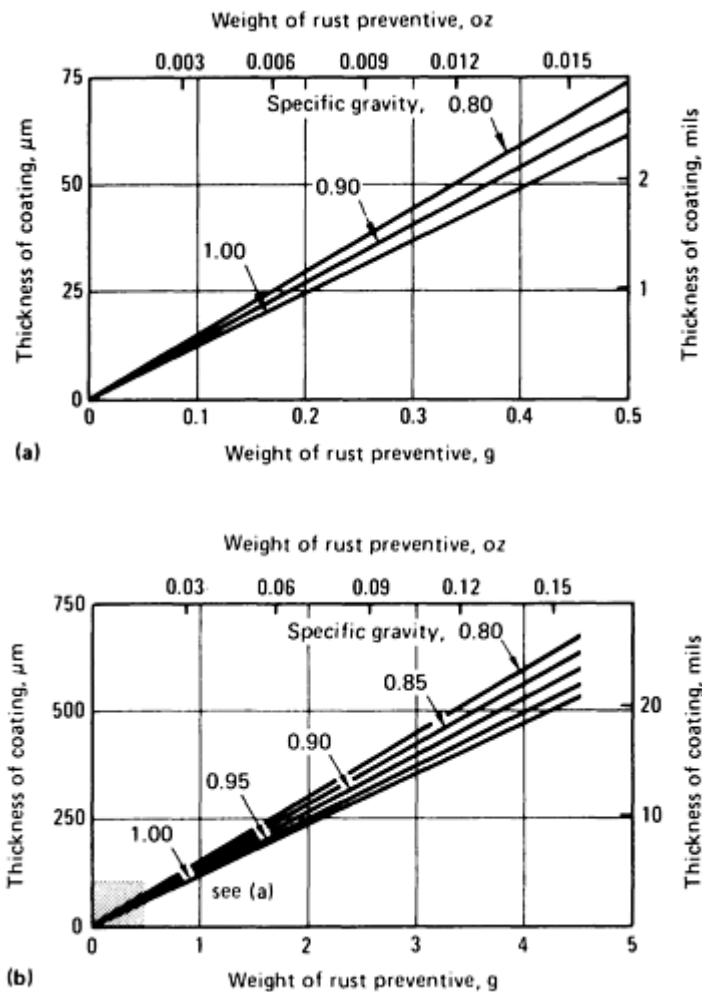 Weight of rust preventive, oz
0.003 0.006 0.009 0.012 0.015
75
Specific gravity, 0.80
Thickness of coating, μm
Thickness of coating, mils
50
2
0.90
1.00
25
1
0
0 0.1 0.2 0.3 0.4 0.5
(a)
Weight of rust preventive, g
Weight of rust preventive, oz
0.03 0.06 0.09 0.12 0.15
750
Specific gravity, 0.80
Thickness of coating, μm
Thickness of coating, mils
0.85
500
20
0.90
0.95
250
10
1.00
see (a)
0
0 1 2 3 4 5
(b)
Weight of rust preventive, g